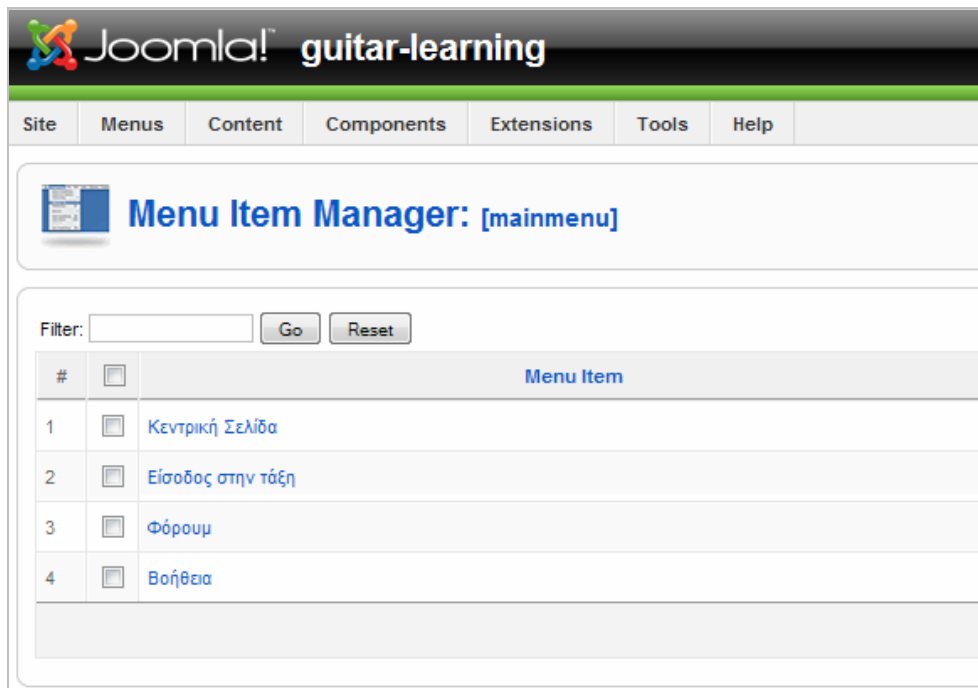 Joomla!™ guitar-learning
Site Menus Content Components Extensions Tools Help
Menu Item Manager: [mainmenu]
Filter: Go Reset
# Menu Item
1 Κεντρική Σελίδα
2 Είσοδος στην τάξη
3 Φόρουμ
4 Βοήθεια